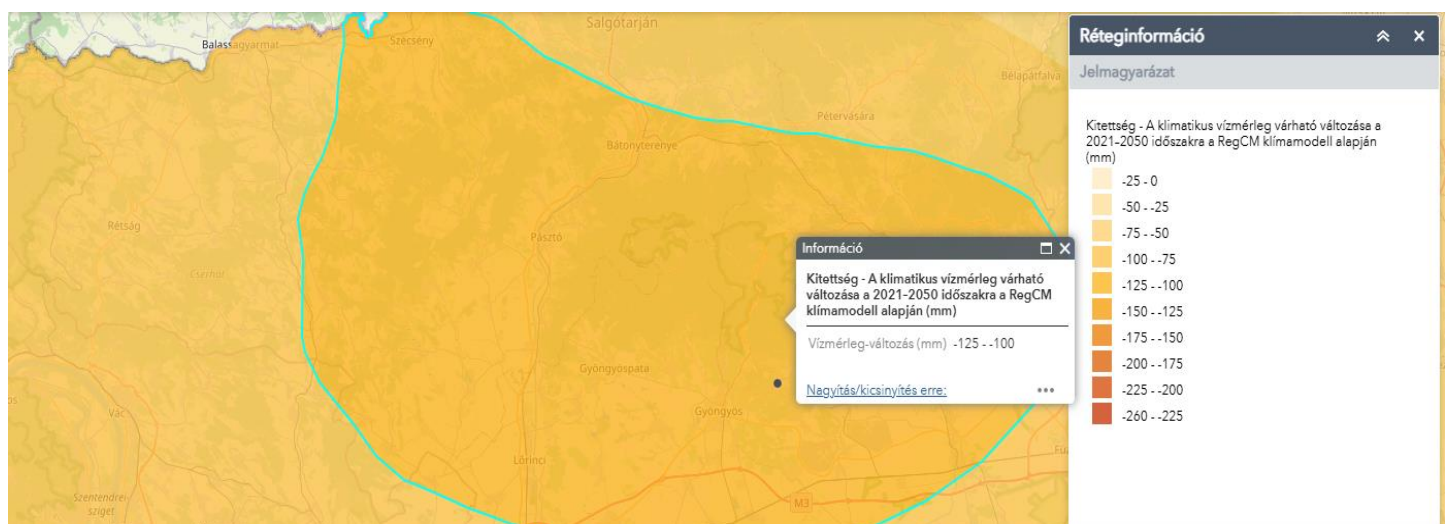 Salgótarján
Balassagyarmat
Szécsény
Bélapátfalva
Pétervására
Bátonyterenye
Rétság
Pásztó
Cserhát
Gyöngyöspata
Vác
Gyöngyös
Lőrinci
Szentendrei
sziget
M3
Információ
Kitettség - A klimatikus vízmérleg várható
változása a 2021-2050 időszakra a RegCM
klímamodell alapján (mm)
Vízmérleg-változás (mm) -125 - -100
Nagyítás/kicsinyítés erre:
Réteginformáció
Jelmagyarázat
Kitettség - A klimatikus vízmérleg várható változása a
2021-2050 időszakra a RegCM klímamodell alapján
(mm)
-25 - 0
-50 - -25
-75 - -50
-100 - -75
-125 - -100
-150 - -125
-175 - -150
-200 - -175
-225 - -200
-260 - -225